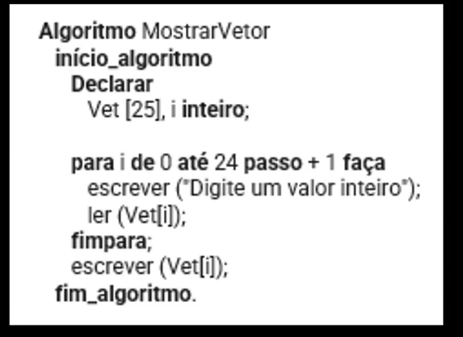 Algoritmo MostrarVetor
início_algoritmo
Declarar
Vet [25], i inteiro;
para i de 0 até 24 passo + 1 faça
escrever ("Digite um valor inteiro");
ler (Vet[i]);
fimpara;
escrever (Vet[i]);
fim_algoritmo.